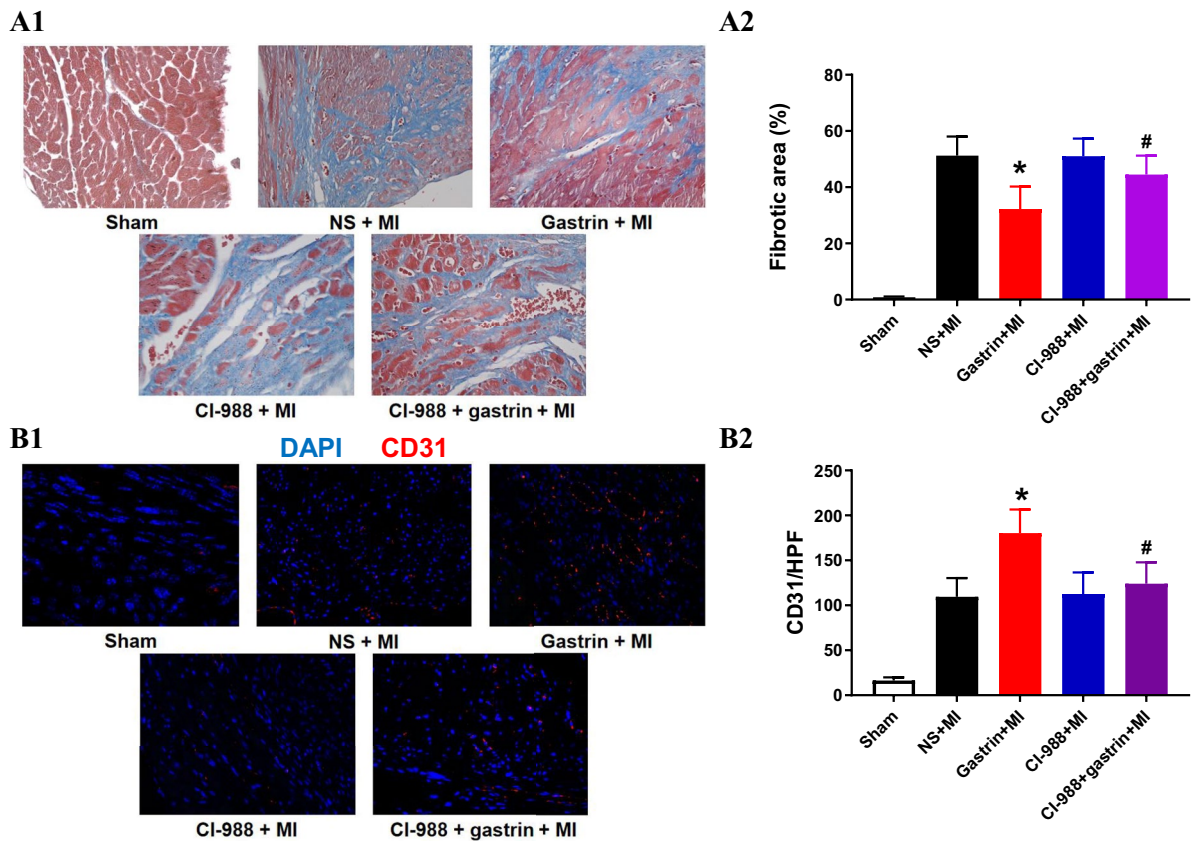 A1
Sham
NS + MI
Gastrin + MI
CI-988 + MI
CI-988 + gastrin + MI
A2
Fibrotic area (%)
80
60
40
20
0
*
#
Sham
NS+MI
Gastrin+MI
CI-988+MI
CI-988+gastrin+MI
B1
DAPI CD31
Sham
NS + MI
Gastrin + MI
CI-988 + MI
CI-988 + gastrin + MI
B2
CD31/HPF
250
200
150
100
50
0
*
#
Sham
NS+MI
Gastrin+MI
CI-988+MI
CI-988+gastrin+MI